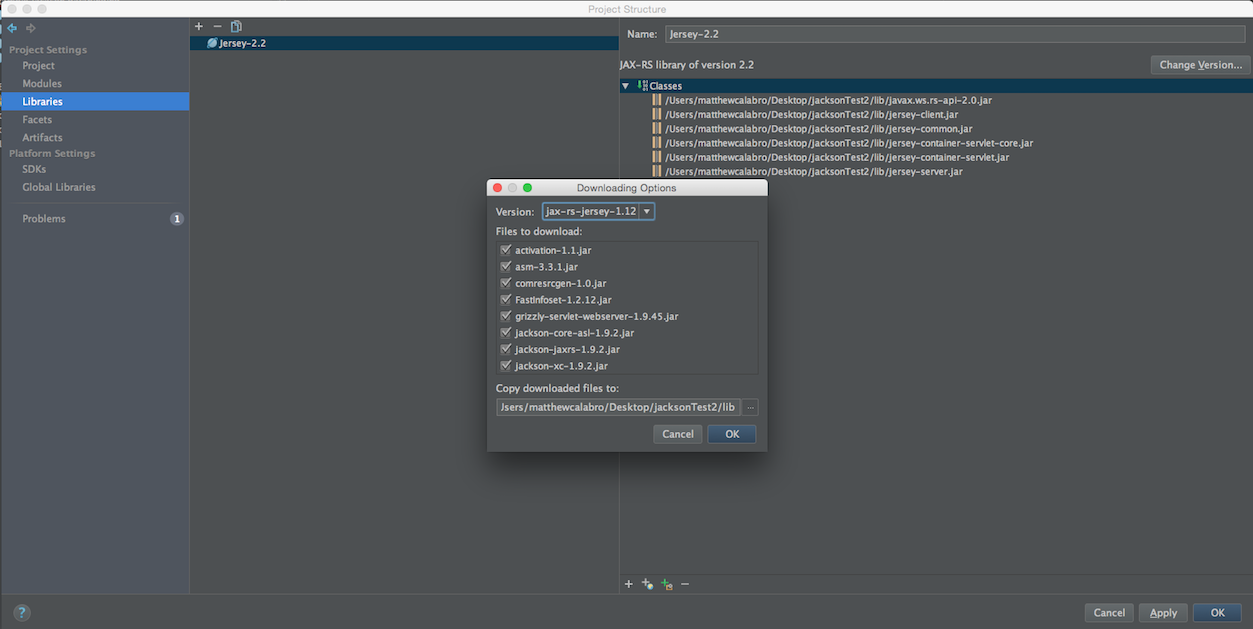 Project Structure
Project Settings
Project
Modules
Libraries
Facets
Artifacts
Platform Settings
SDKs
Global Libraries
Problems
1
Jersey-2.2
Name:
Jersey-2.2
JAX-RS library of version 2.2
Change Version...
Classes
/Users/matthewcalabro/Desktop/jacksonTest2/lib/javax.ws.rs-api-2.0.jar
/Users/matthewcalabro/Desktop/jacksonTest2/lib/jersey-client.jar
/Users/matthewcalabro/Desktop/jacksonTest2/lib/jersey-common.jar
/Users/matthewcalabro/Desktop/jacksonTest2/lib/jersey-container-servlet-core.jar
/Users/matthewcalabro/Desktop/jacksonTest2/lib/jersey-container-servlet.jar
/Users/matthewcalabro/Desktop/jacksonTest2/lib/jersey-server.jar
Downloading Options
Version:
jax-rs-jersey-1.12
Files to download:
activation-1.1.jar
asm-3.3.1.jar
comresrcgen-1.0.jar
FastInfoset-1.2.12.jar
grizzly-servlet-webserver-1.9.45.jar
jackson-core-asl-1.9.2.jar
jackson-jaxrs-1.9.2.jar
jackson-xc-1.9.2.jar
Copy downloaded files to:
Jsers/matthewcalabro/Desktop/jacksonTest2/lib
...
Cancel
OK
?
Cancel
Apply
OK